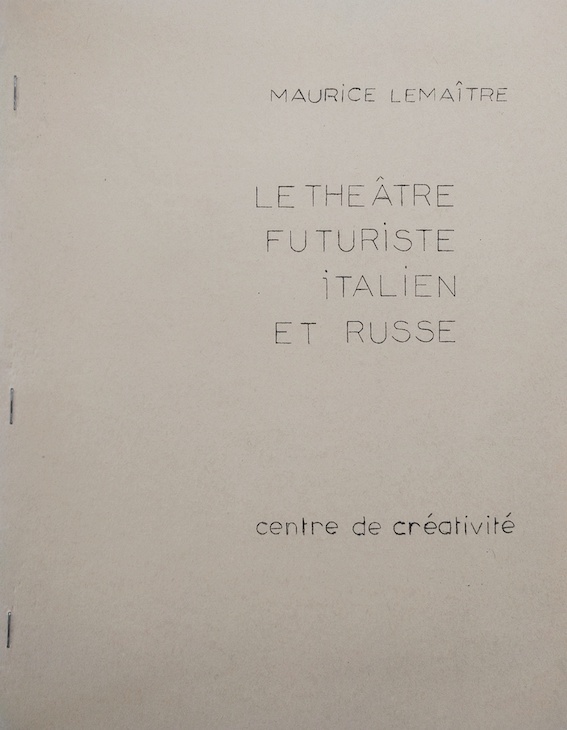 MAURiCE LEMAÎTRE
LE THEÂTRE
FUTURiSTE
iTALIEN
ET RUSSE
centre de créativité